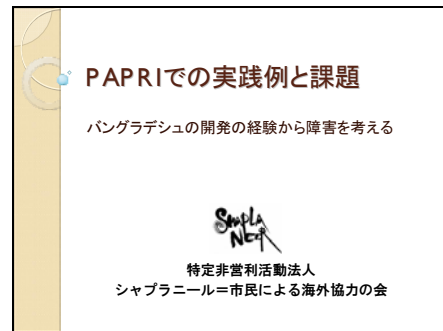 PAPRIでの実践例と課題
バングラデシュの開発の経験から障害を考える
SHAPLA
NEER
特定非営利活動法人
シャプラニール=市民による海外協力の会